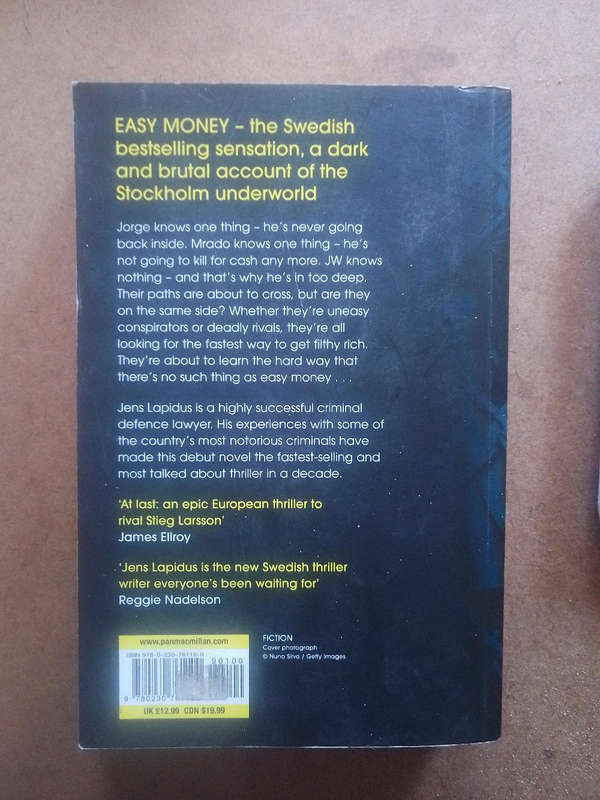 EASY MONEY – the Swedish
bestselling sensation, a dark
and brutal account of the
Stockholm underworld
Jorge knows one thing – he's never going
back inside. Mrado knows one thing – he's
not going to kill for cash any more. JW knows
nothing – and that's why he's in too deep.
Their paths are about to cross, but are they
on the same side? Whether they're uneasy
conspirators or deadly rivals, they're all
looking for the fastest way to get filthy rich.
They're about to learn the hard way that
there's no such thing as easy money . . .
Jens Lapidus is a highly successful criminal
defence lawyer. His experiences with some of
the country's most notorious criminals have
made this debut novel the fastest-selling and
most talked about thriller in a decade.
'At last: an epic European thriller to
rival Stieg Larsson'
James Ellroy
'Jens Lapidus is the new Swedish thriller
writer everyone's been waiting for'
Reggie Nadelson
www.panmacmillan.com
ISBN
90100
9 780230
UK £12.99 CDN $19.99
FICTION
Cover photograph
© Nuno Silva / Getty Images